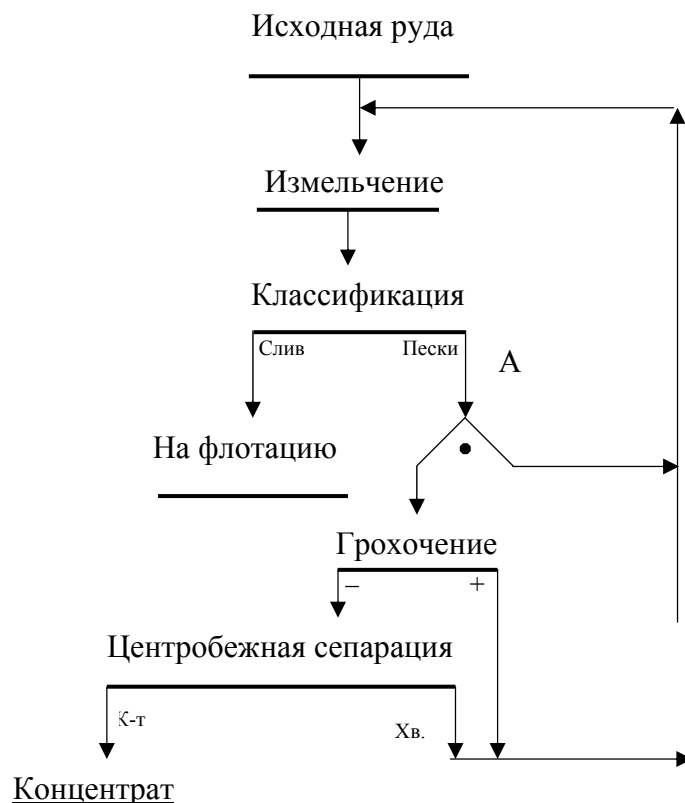 Исходная руда
Измельчение
Классификация
Слив
Пески
А
На флотацию
Грохочение
–
+
Центробежная сепарация
К-т
Хв.
Концентрат